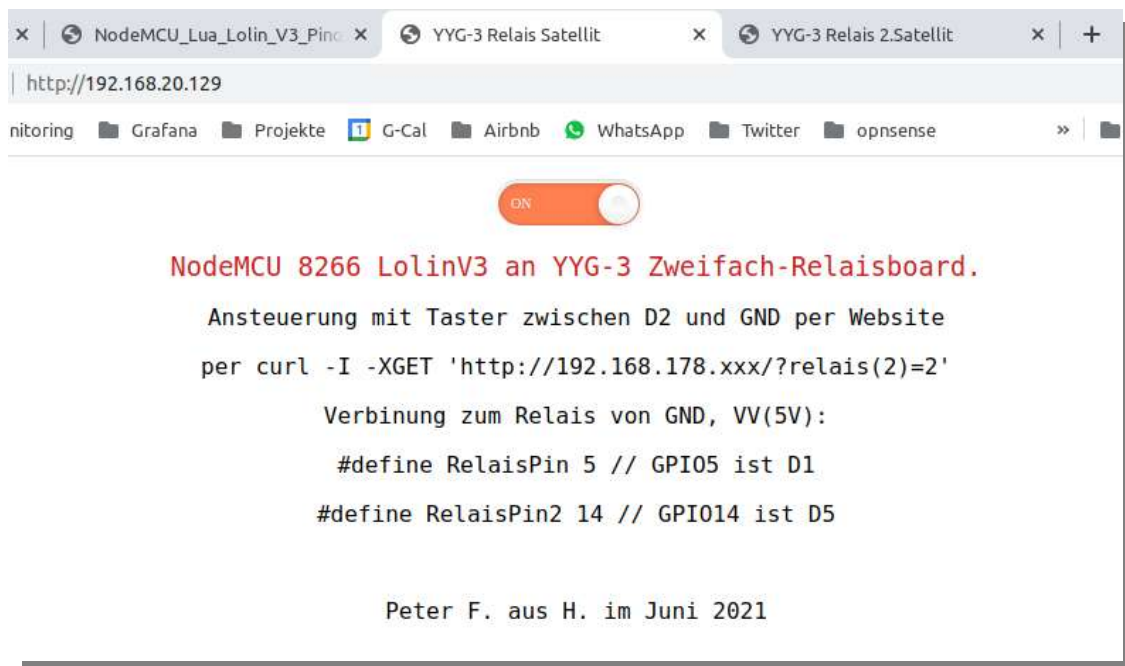 NodeMCU_Lua_Lolin_V3_Pino
YYG-3 Relais Satellit
YYG-3 Relais 2.Satellit
http://192.168.20.129
nitoring Grafana Projekte 1 G-Cal Airbnb WhatsApp Twitter opnsense »
ON
NodeMCU 8266 LolinV3 an YYG-3 Zweifach-Relaisboard.
Ansteuerung mit Taster zwischen D2 und GND per Website
per curl -I -XGET 'http://192.168.178.xxx/?relais(2)=2'
Verbinung zum Relais von GND, VV(5V):
#define RelaisPin 5 // GPIO5 ist D1
#define RelaisPin2 14 // GPIO14 ist D5
Peter F. aus H. im Juni 2021